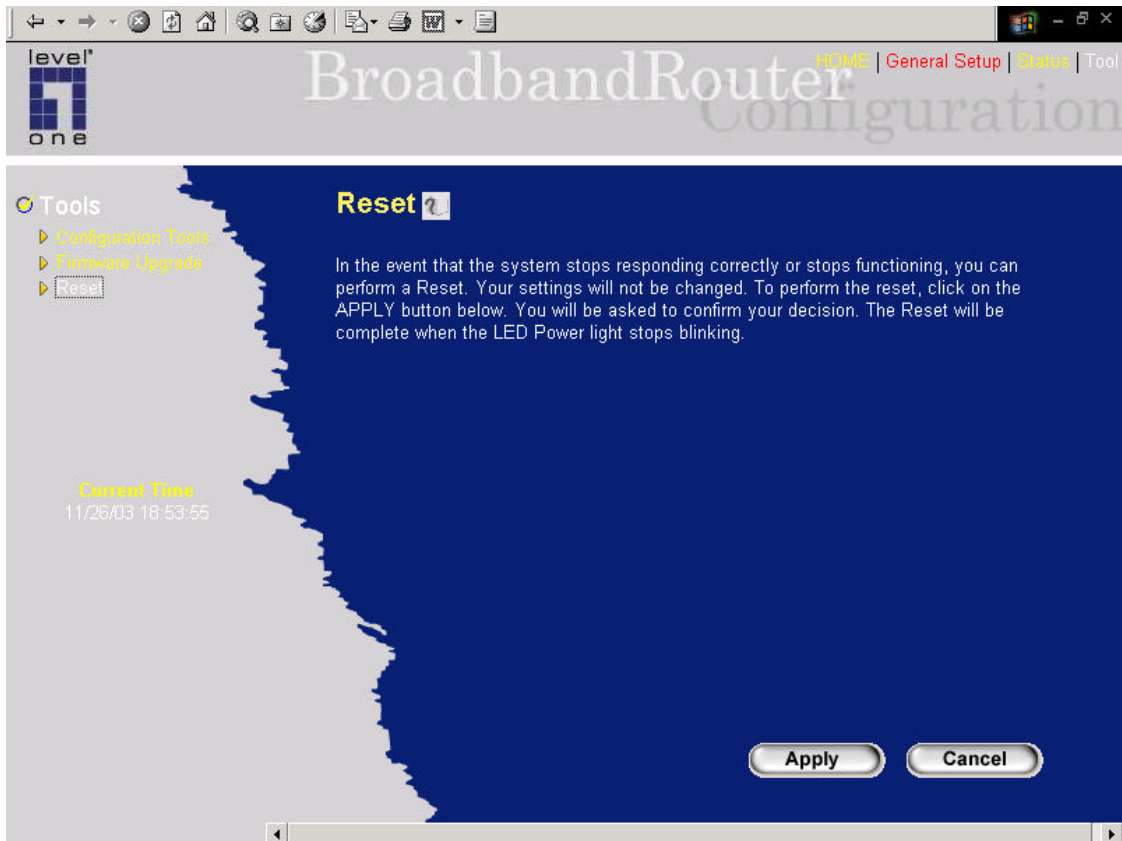 level
one
BroadbandRouter
Configuration
HOME | General Setup | Status | Tool
Tools
Configuration Tools
Firmware Upgrade
Reset
Current Time
11/26/03 18:53:55
Reset
In the event that the system stops responding correctly or stops functioning, you can
perform a Reset. Your settings will not be changed. To perform the reset, click on the
APPLY button below. You will be asked to confirm your decision. The Reset will be
complete when the LED Power light stops blinking.
Apply
Cancel